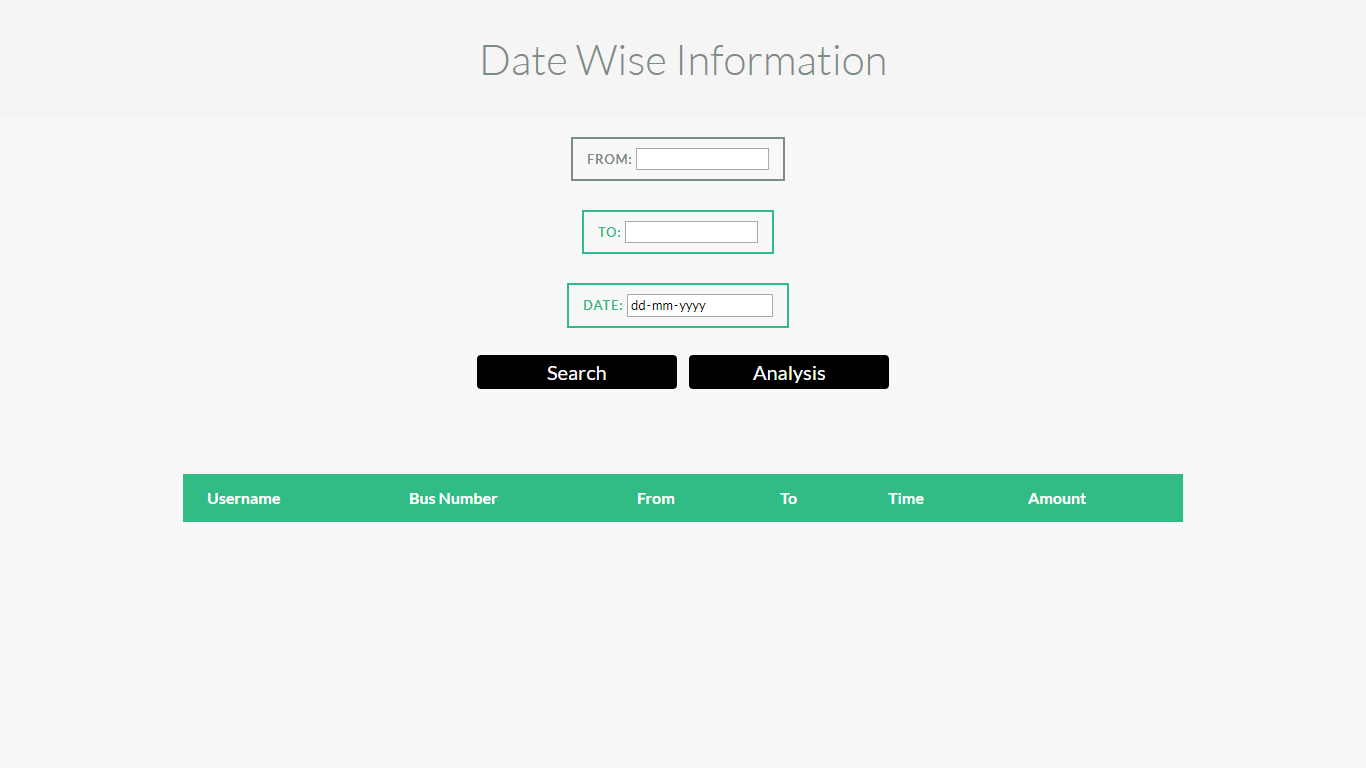 Date Wise Information
FROM:
TO:
DATE: dd-mm-yyyy
Search Analysis
Username Bus Number From To Time Amount